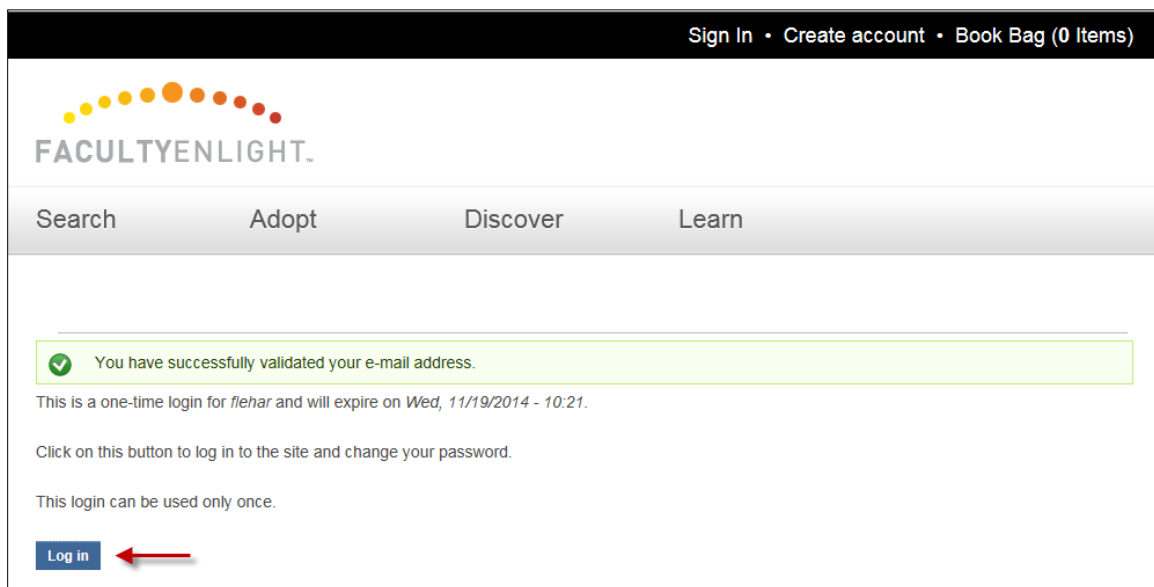 Sign In • Create account • Book Bag (0 Items)
FACULTYENLIGHT™
Search Adopt Discover Learn
You have successfully validated your e-mail address.
This is a one-time login for flehar and will expire on Wed, 11/19/2014 - 10:21.
Click on this button to log in to the site and change your password.
This login can be used only once.
Log in